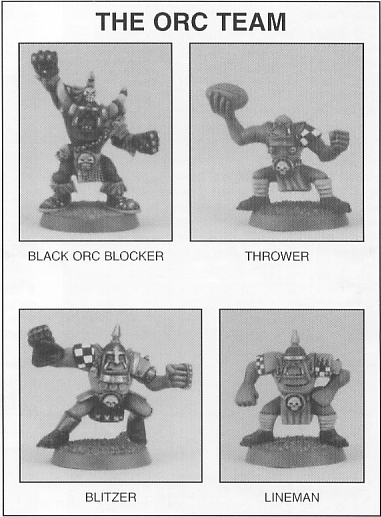 THE ORC TEAM
BLACK ORC BLOCKER
THROWER
BLITZER
LINEMAN